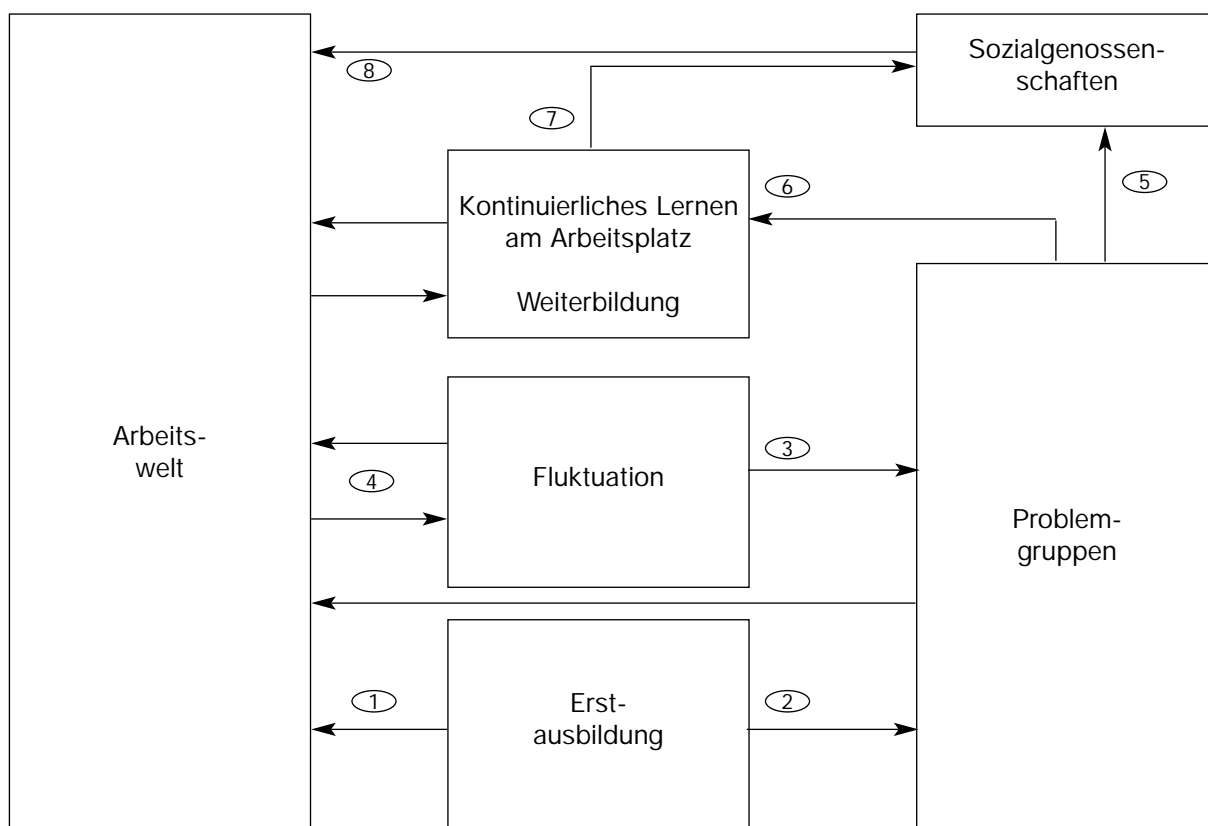 Sozialgenossen-
schaften
8
7
Kontinuierliches Lernen
am Arbeitsplatz
Weiterbildung
6
5
Arbeits-
welt
4
Fluktuation
3
Problem-
gruppen
1
Erst-
ausbildung
2